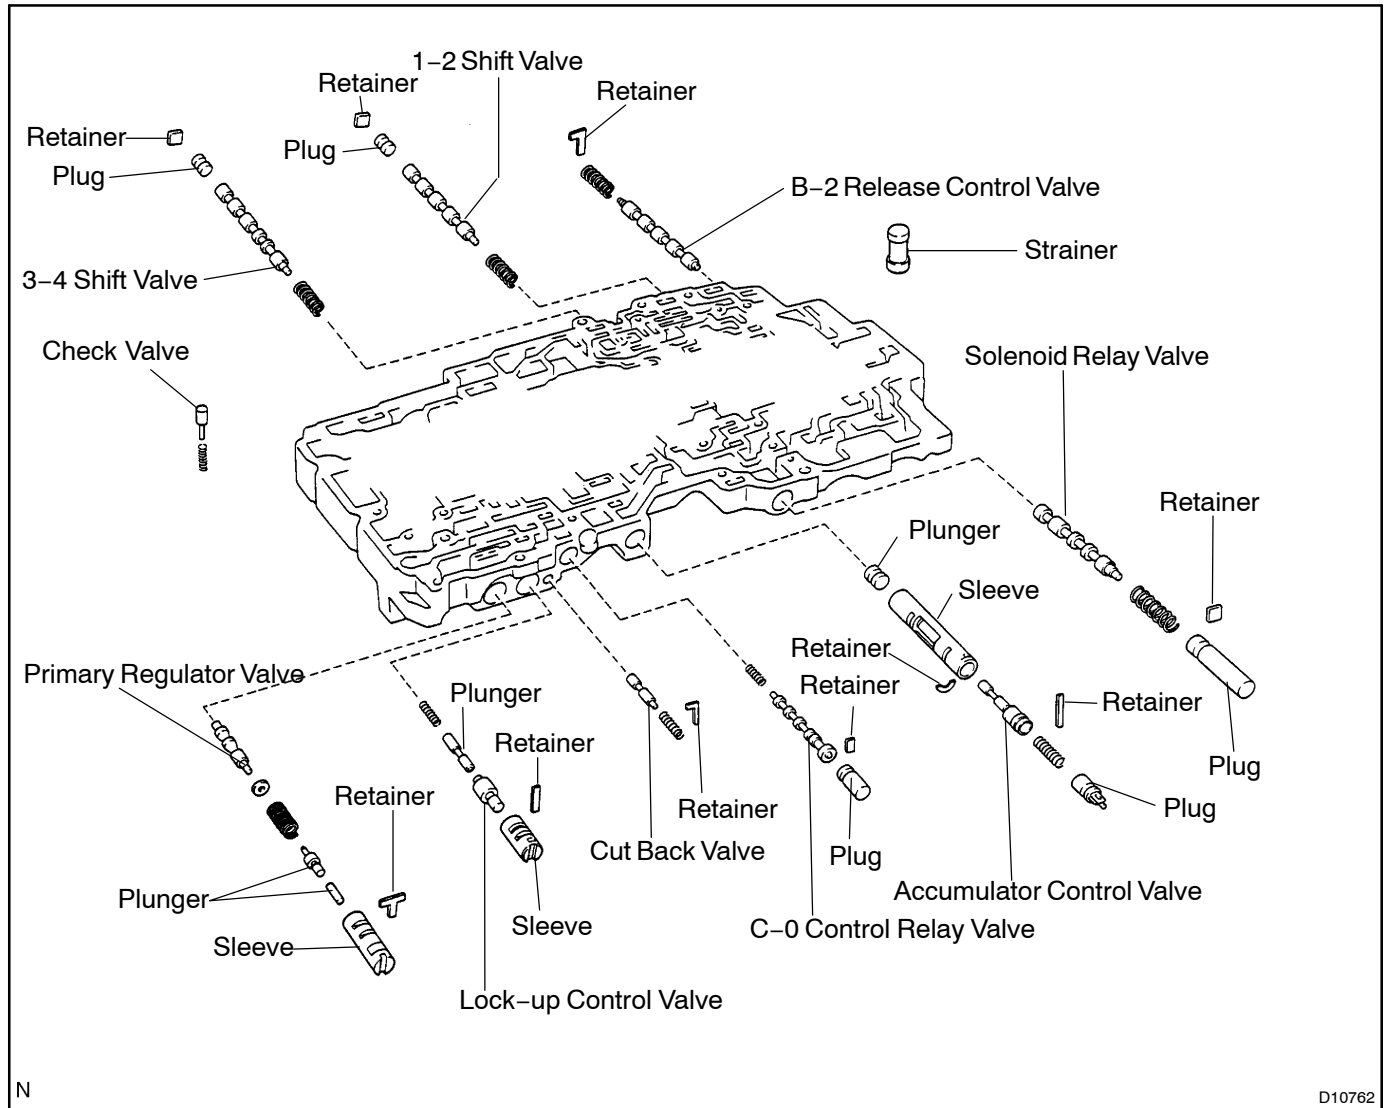 1–2 Shift Valve
Retainer
Retainer
Retainer
Plug
Plug
B–2 Release Control Valve
Strainer
3–4 Shift Valve
Check Valve
Solenoid Relay Valve
Retainer
Plunger
Sleeve
Retainer
Retainer
Retainer
Primary Regulator Valve
Plunger
Retainer
Retainer
Retainer
Plug
Plug
Cut Back Valve
Plug
Plunger
Accumulator Control Valve
Sleeve
C–0 Control Relay Valve
Sleeve
Lock–up Control Valve
N
D10762